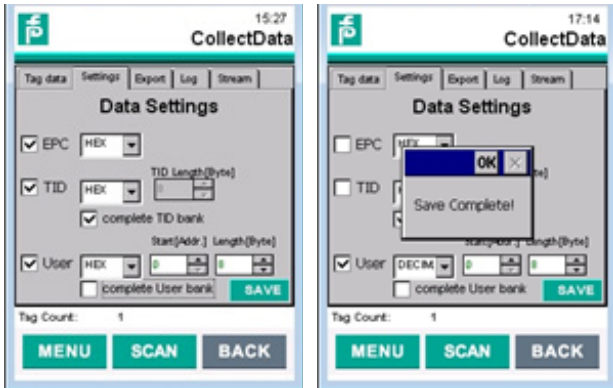 15:27
CollectData
Tag data Settings Export Log Stream
Data Settings
EPC HEX
TID Length[Byte]
TID HEX 0
complete TID bank
Start[Addr.] Length[Byte]
User HEX 0 8
complete User bank SAVE
Tag Count: 1
MENU SCAN BACK
17:14
CollectData
Tag data Settings Export Log Stream
Data Settings
EPC
OK
TID
Save Complete!
User DECIM 0 8
complete User bank SAVE
Tag Count: 1
MENU SCAN BACK